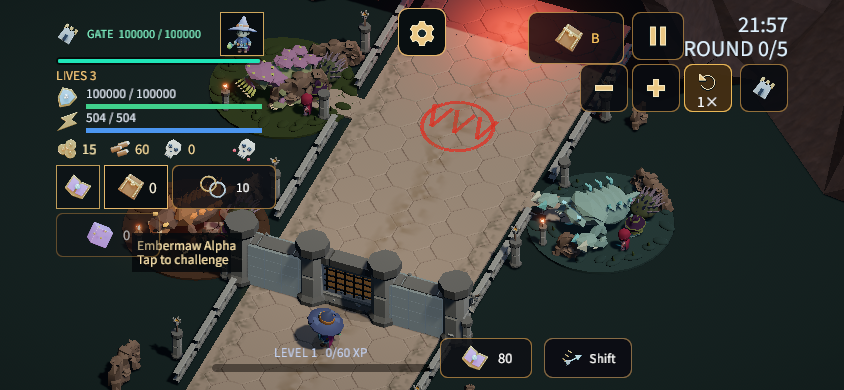 GATE 100000 / 100000
LIVES 3
100000 / 100000
504 / 504
15 60 0
0 10
0
Embermaw Alpha
Tap to challenge
B
21:57
ROUND 0/5
1×
LEVEL 1 0/60 XP
80
Shift